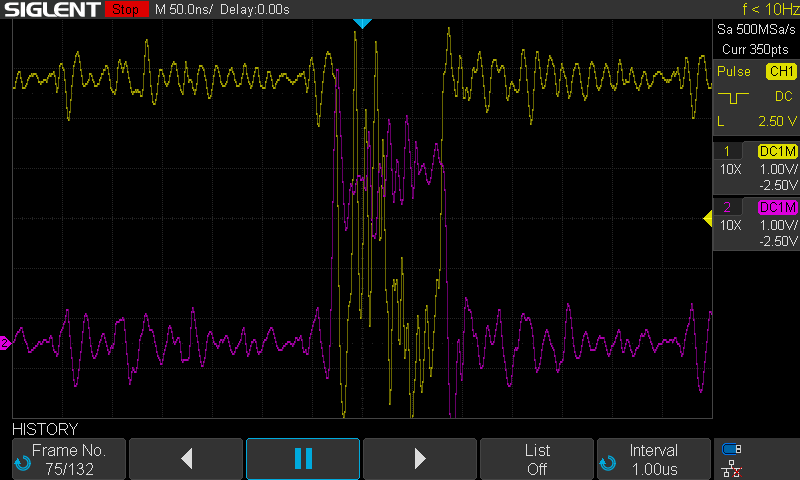 SIGLENT Stop M 50.0ns/ Delay:0.00s f < 10Hz
Sa 500MSa/s
Curr 350pts
Pulse CH1
DC
L 2.50 V
1 DC1M
10X 1.00V/
-2.50V
2 DC1M
10X 1.00V/
-2.50V
2
HISTORY
Frame No.
75/132
List
Off
Interval
1.00us